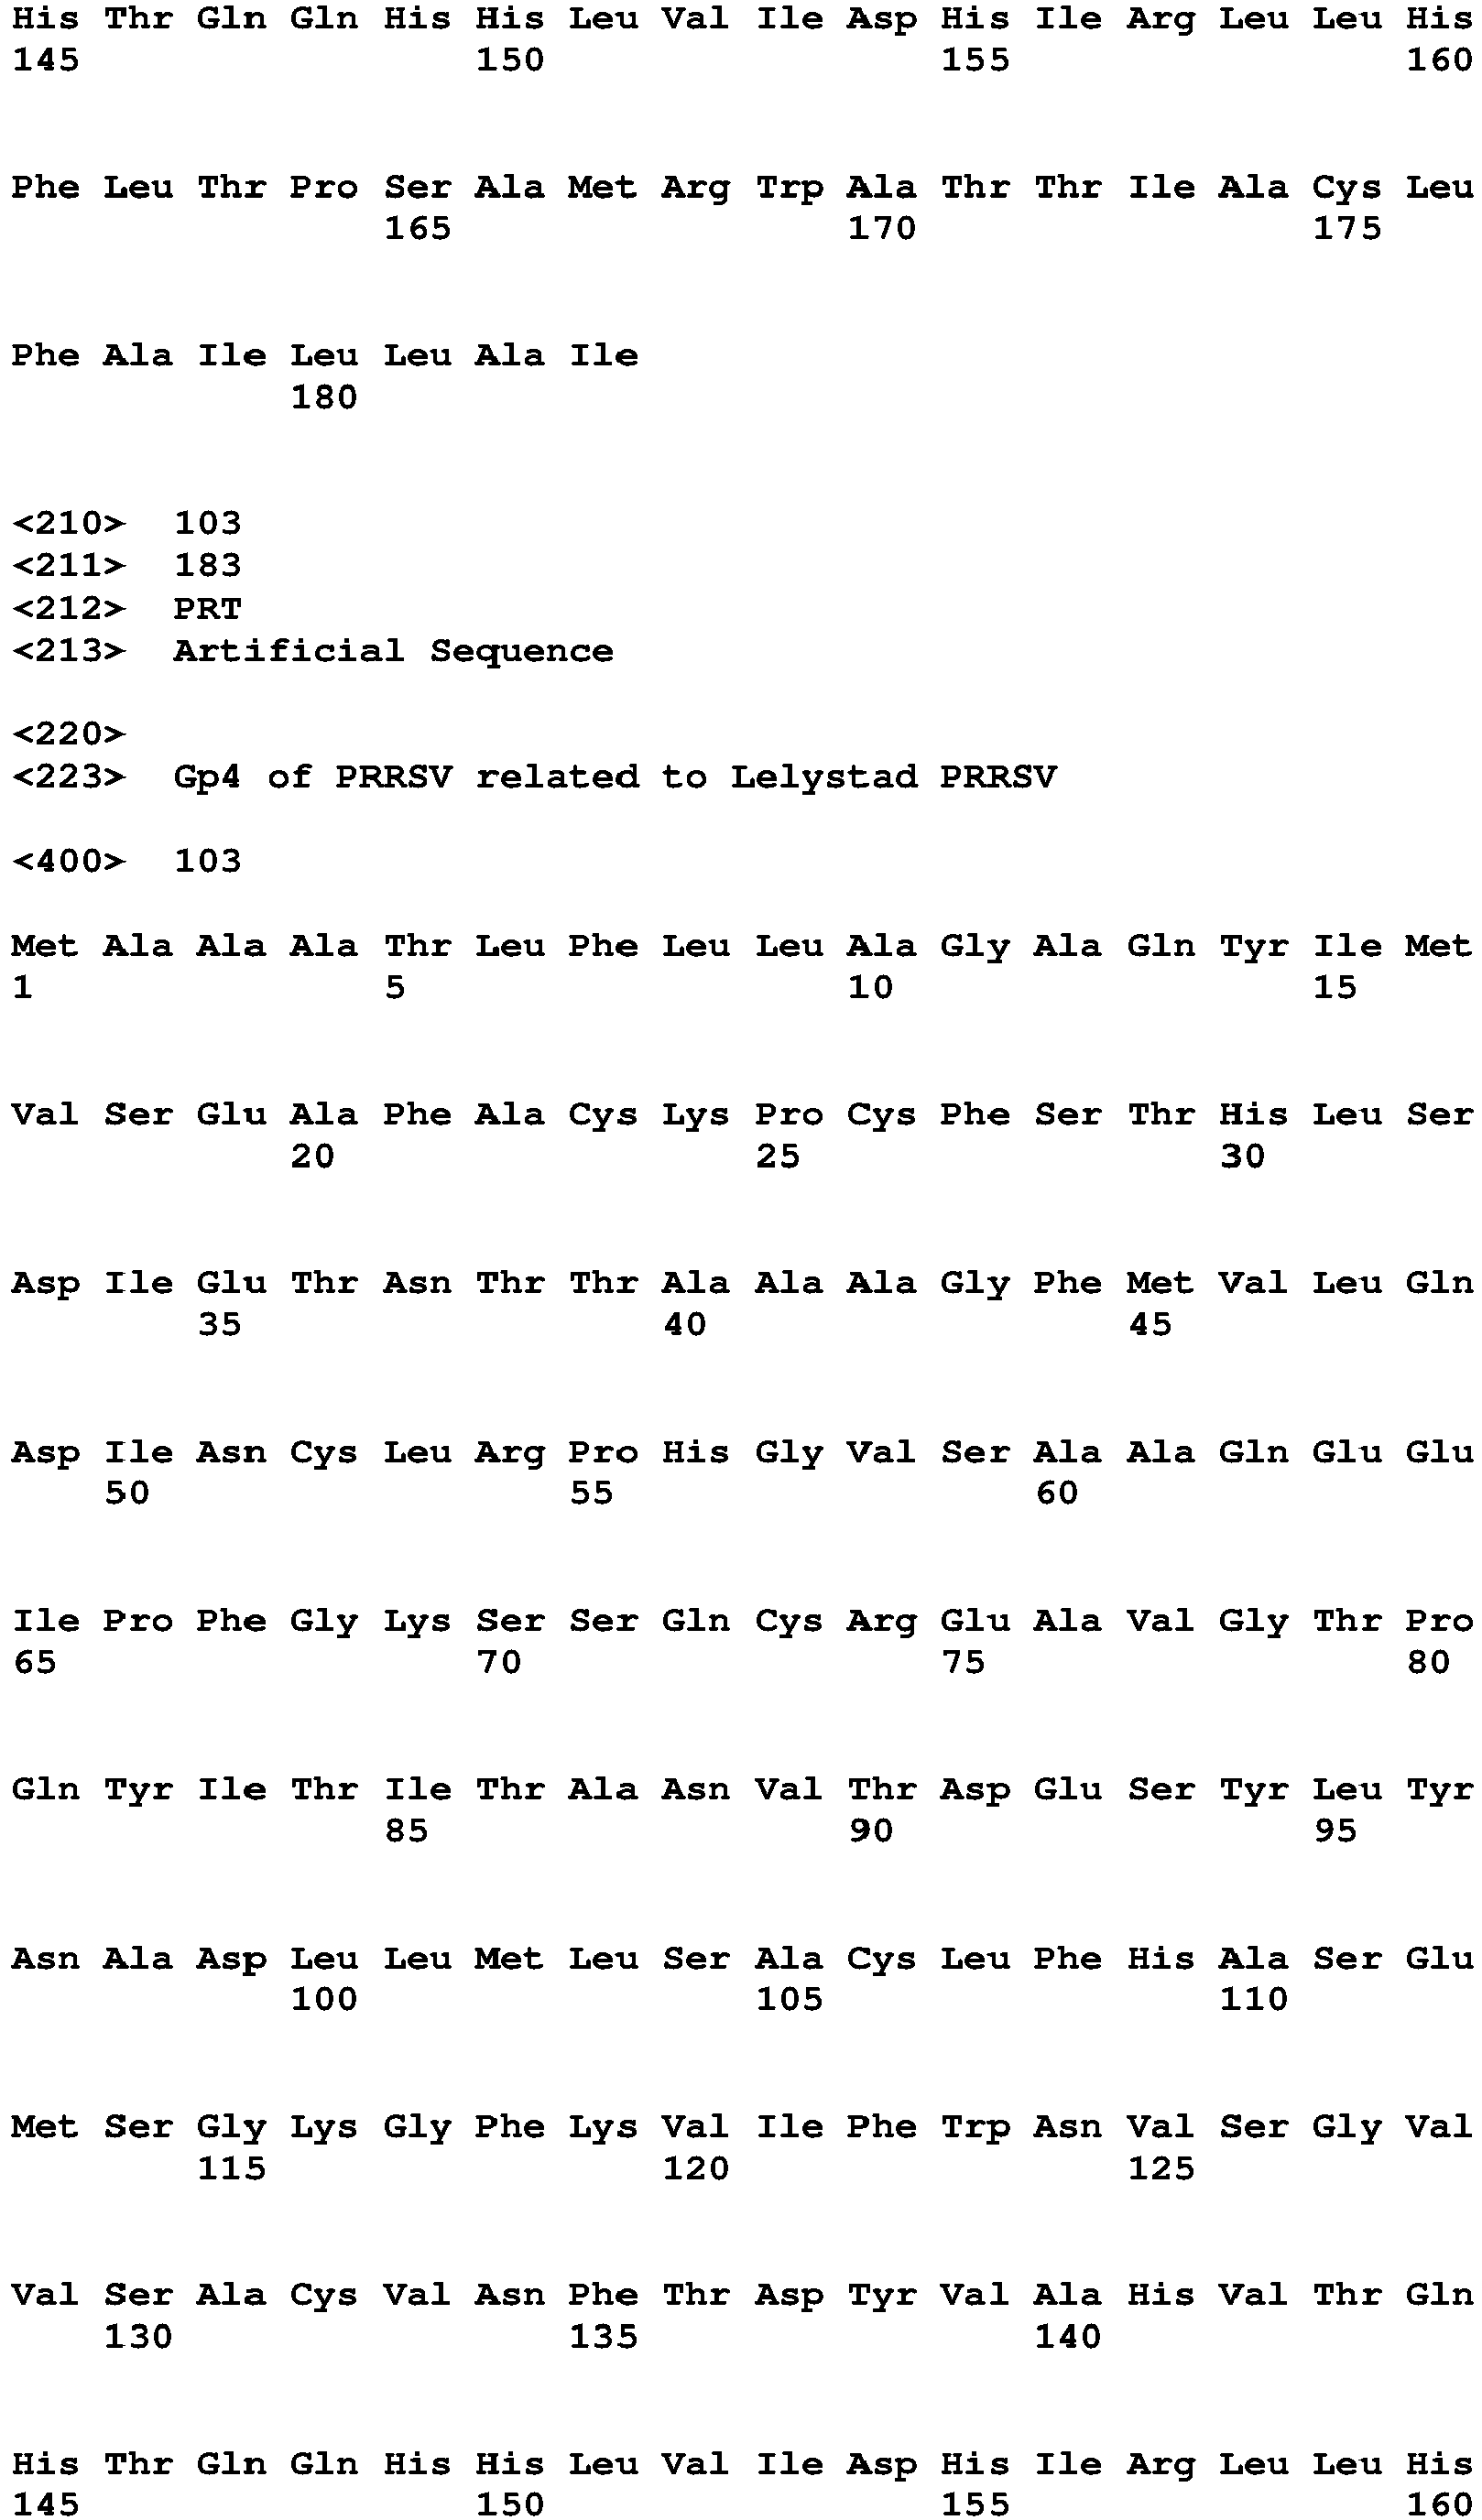 His Thr Gln Gln His His Leu Val Ile Asp His Ile Arg Leu Leu His
145 150 155 160
Phe Leu Thr Pro Ser Ala Met Arg Trp Ala Thr Thr Ile Ala Cys Leu
165 170 175
Phe Ala Ile Leu Leu Ala Ile
180
<210> 103
<211> 183
<212> PRT
<213> Artificial Sequence
<220>
<223> Gp4 of PRRSV related to Lelystad PRRSV
<400> 103
Met Ala Ala Ala Thr Leu Phe Leu Leu Ala Gly Ala Gln Tyr Ile Met
1 5 10 15
Val Ser Glu Ala Phe Ala Cys Lys Pro Cys Phe Ser Thr His Leu Ser
20 25 30
Asp Ile Glu Thr Asn Thr Thr Ala Ala Ala Gly Phe Met Val Leu Gln
35 40 45
Asp Ile Asn Cys Leu Arg Pro His Gly Val Ser Ala Ala Gln Glu Glu
50 55 60
Ile Pro Phe Gly Lys Ser Ser Gln Cys Arg Glu Ala Val Gly Thr Pro
65 70 75 80
Gln Tyr Ile Thr Ile Thr Ala Asn Val Thr Asp Glu Ser Tyr Leu Tyr
85 90 95
Asn Ala Asp Leu Leu Met Leu Ser Ala Cys Leu Phe His Ala Ser Glu
100 105 110
Met Ser Gly Lys Gly Phe Lys Val Ile Phe Trp Asn Val Ser Gly Val
115 120 125
Val Ser Ala Cys Val Asn Phe Thr Asp Tyr Val Ala His Val Thr Gln
130 135 140
His Thr Gln Gln His His Leu Val Ile Asp His Ile Arg Leu Leu His
145 150 155 160